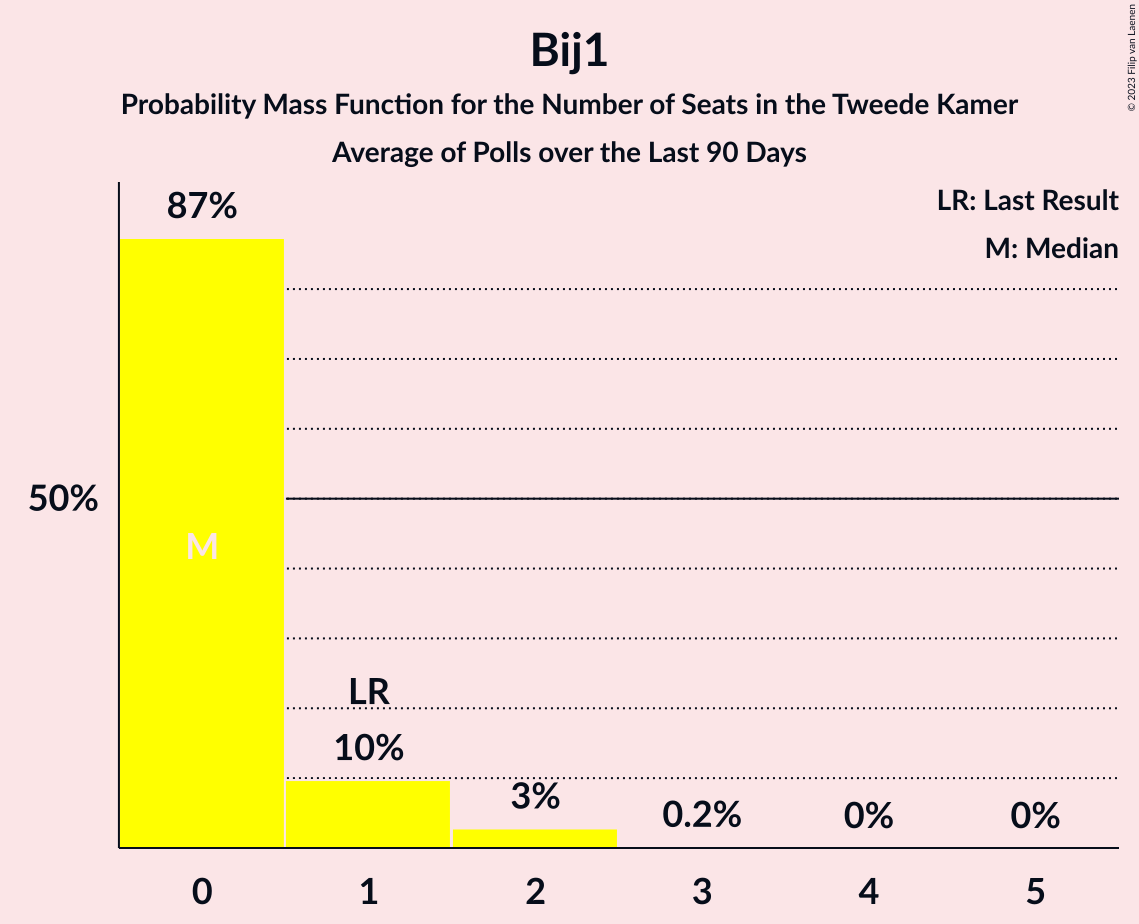 Bij1
Probability Mass Function for the Number of Seats in the Tweede Kamer
Average of Polls over the Last 90 Days
© 2023 Filip van Laenen
LR: Last Result
M: Median
87%
50%
M
LR
10%
3%
0.2%
0%
0%
0 1 2 3 4 5